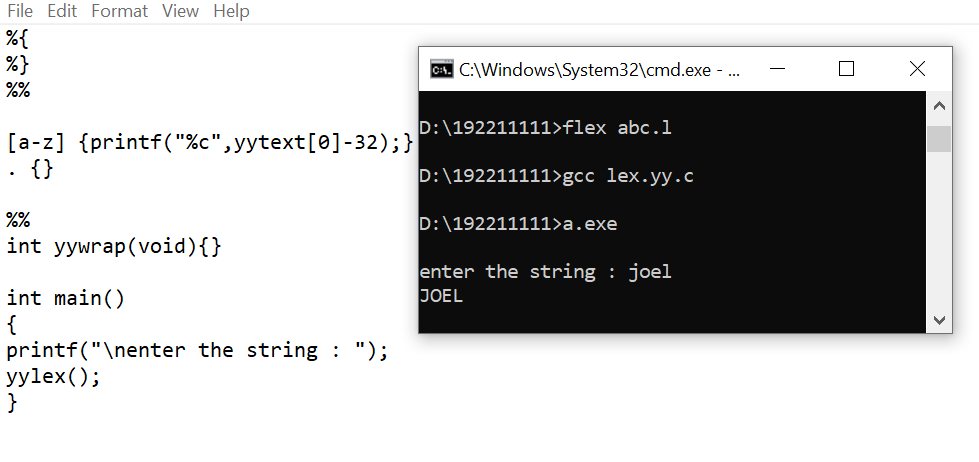 File Edit Format View Help
%{
%}
%%
[a-z] {printf("%c",yytext[0]-32);}
. {}
%%
int yywrap(void){}
int main()
{
printf("\nenter the string : ");
yylex();
}
C:\Windows\System32\cmd.exe - ...
D:\192211111>flex abc.l
D:\192211111>gcc lex.yy.c
D:\192211111>a.exe
enter the string : joel
JOEL